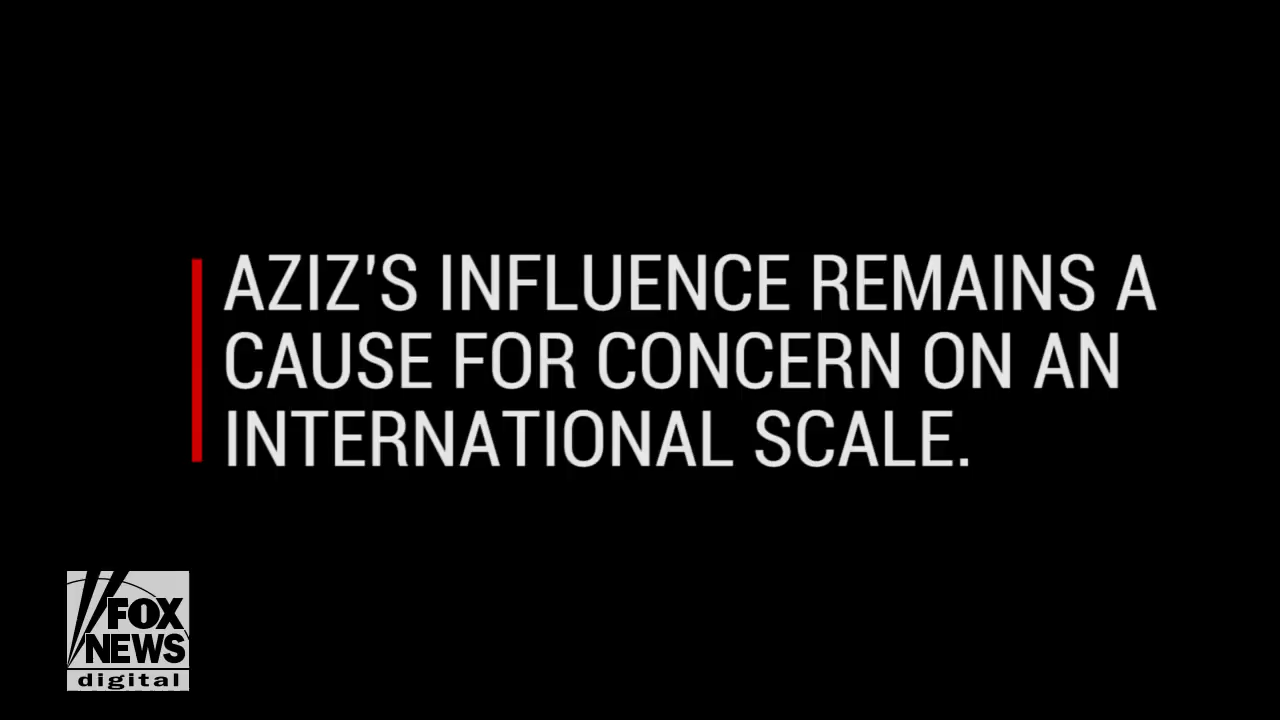 AZIZ'S INFLUENCE REMAINS A
CAUSE FOR CONCERN ON AN
INTERNATIONAL SCALE.
FOX
NEWS
digital